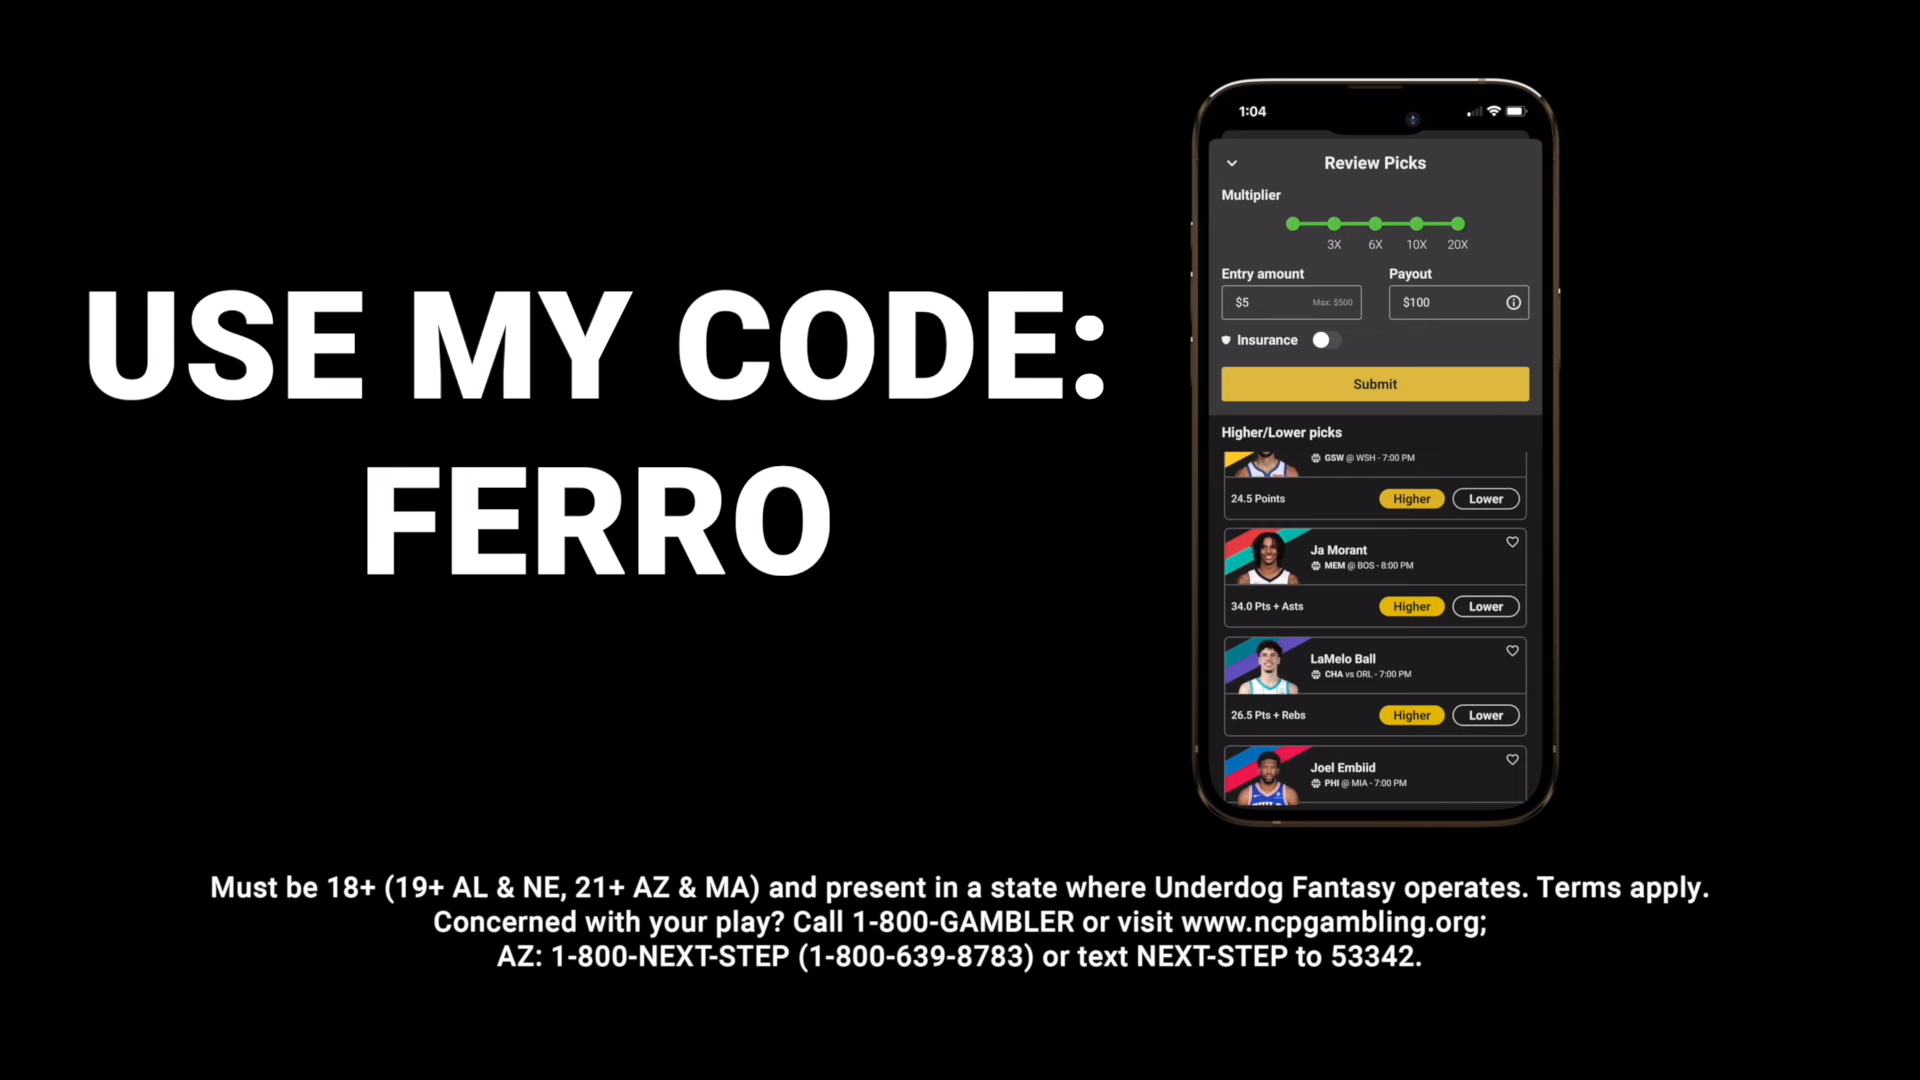 USE MY CODE:
FERRO
1:04
Review Picks
Multiplier
3X 6X 10X 20X
Entry amount Payout
$5 Max: $500 $100
Insurance
Submit
Higher/Lower picks
GSW @ WSH - 7:00 PM
24.5 Points Higher Lower
Ja Morant
MEM @ BOS - 8:00 PM
34.0 Pts + Asts Higher Lower
LaMelo Ball
CHA vs ORL - 7:00 PM
26.5 Pts + Rebs Higher Lower
Joel Embiid
PHI @ MIA - 7:00 PM
Must be 18+ (19+ AL & NE, 21+ AZ & MA) and present in a state where Underdog Fantasy operates. Terms apply.
Concerned with your play? Call 1-800-GAMBLER or visit www.ncpgambling.org;
AZ: 1-800-NEXT-STEP (1-800-639-8783) or text NEXT-STEP to 53342.